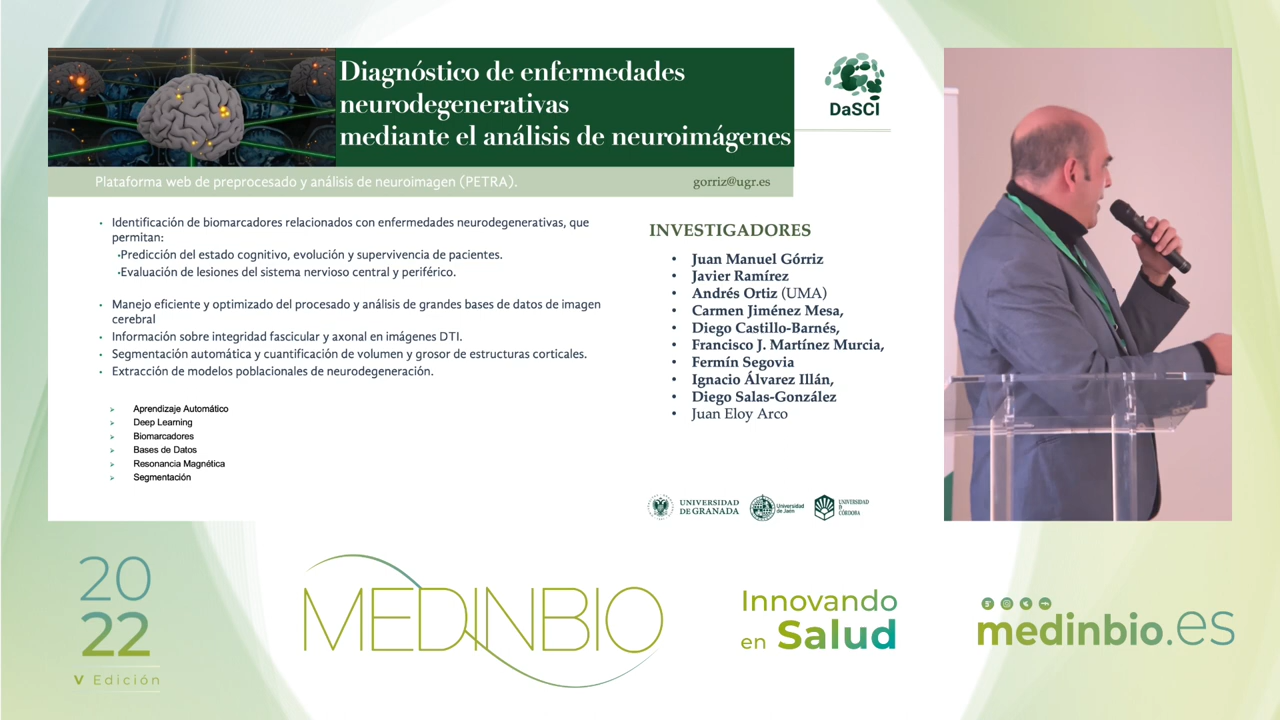 Diagnóstico de enfermedades
neurodegenerativas
mediante el análisis de neuroimágenes
DaSCI
Plataforma web de preprocesado y análisis de neuroimagen (PETRA).
gorriz@ugr.es
• Identificación de biomarcadores relacionados con enfermedades neurodegenerativas, que
permitan:
•Predicción del estado cognitivo, evolución y supervivencia de pacientes.
•Evaluación de lesiones del sistema nervioso central y periférico.
• Manejo eficiente y optimizado del procesado y análisis de grandes bases de datos de imagen
cerebral
• Información sobre integridad fascicular y axonal en imágenes DTI.
• Segmentación automática y cuantificación de volumen y grosor de estructuras corticales.
• Extracción de modelos poblacionales de neurodegeneración.
➢ Aprendizaje Automático
➢ Deep Learning
➢ Biomarcadores
➢ Bases de Datos
➢ Resonancia Magnética
➢ Segmentación
INVESTIGADORES
• Juan Manuel Górriz
• Javier Ramírez
• Andrés Ortiz (UMA)
• Carmen Jiménez Mesa,
• Diego Castillo-Barnés,
• Francisco J. Martínez Murcia,
• Fermín Segovia
• Ignacio Álvarez Illán,
• Diego Salas-González
• Juan Eloy Arco
UNIVERSIDAD
DE GRANADA
Universidad
de Jaén
UNIVERSIDAD
D
CÓRDOBA
20
22
V Edición
MEDINBIO
Innovando
en Salud
medinbio.es